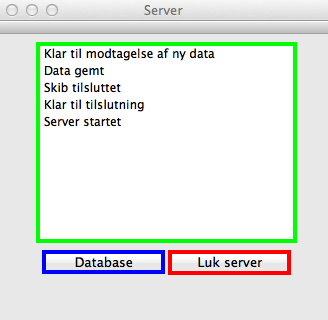 Server
Klar til modtagelse af ny data
Data gemt
Skib tilsluttet
Klar til tilslutning
Server startet
Database
Luk server